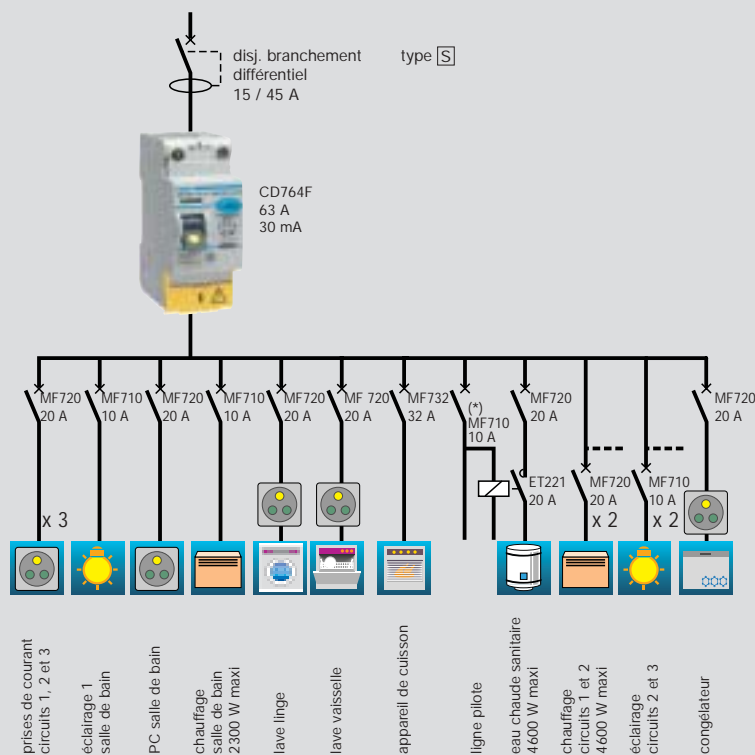 disj. branchement
différentiel
15 / 45 A
type S
CD764F
63 A
30 mA
MF720
20 A
MF710
10 A
MF720
20 A
MF710
10 A
MF720
20 A
MF 720
20 A
MF732
32 A
(*)
MF710
10 A
MF720
20 A
MF720
20 A
ET221
20 A
MF720
20 A
MF710
10 A
x 3
x 2
x 2
prises de courant
circuits 1, 2 et 3
éclairage 1
salle de bain
PC salle de bain
chauffage
salle de bain
2300 W maxi
lave linge
lave vaisselle
appareil de cuisson
ligne pilote
eau chaude sanitaire
4600 W maxi
chauffage
circuits 1 et 2
4600 W maxi
éclairage
circuits 2 et 3
congélateur